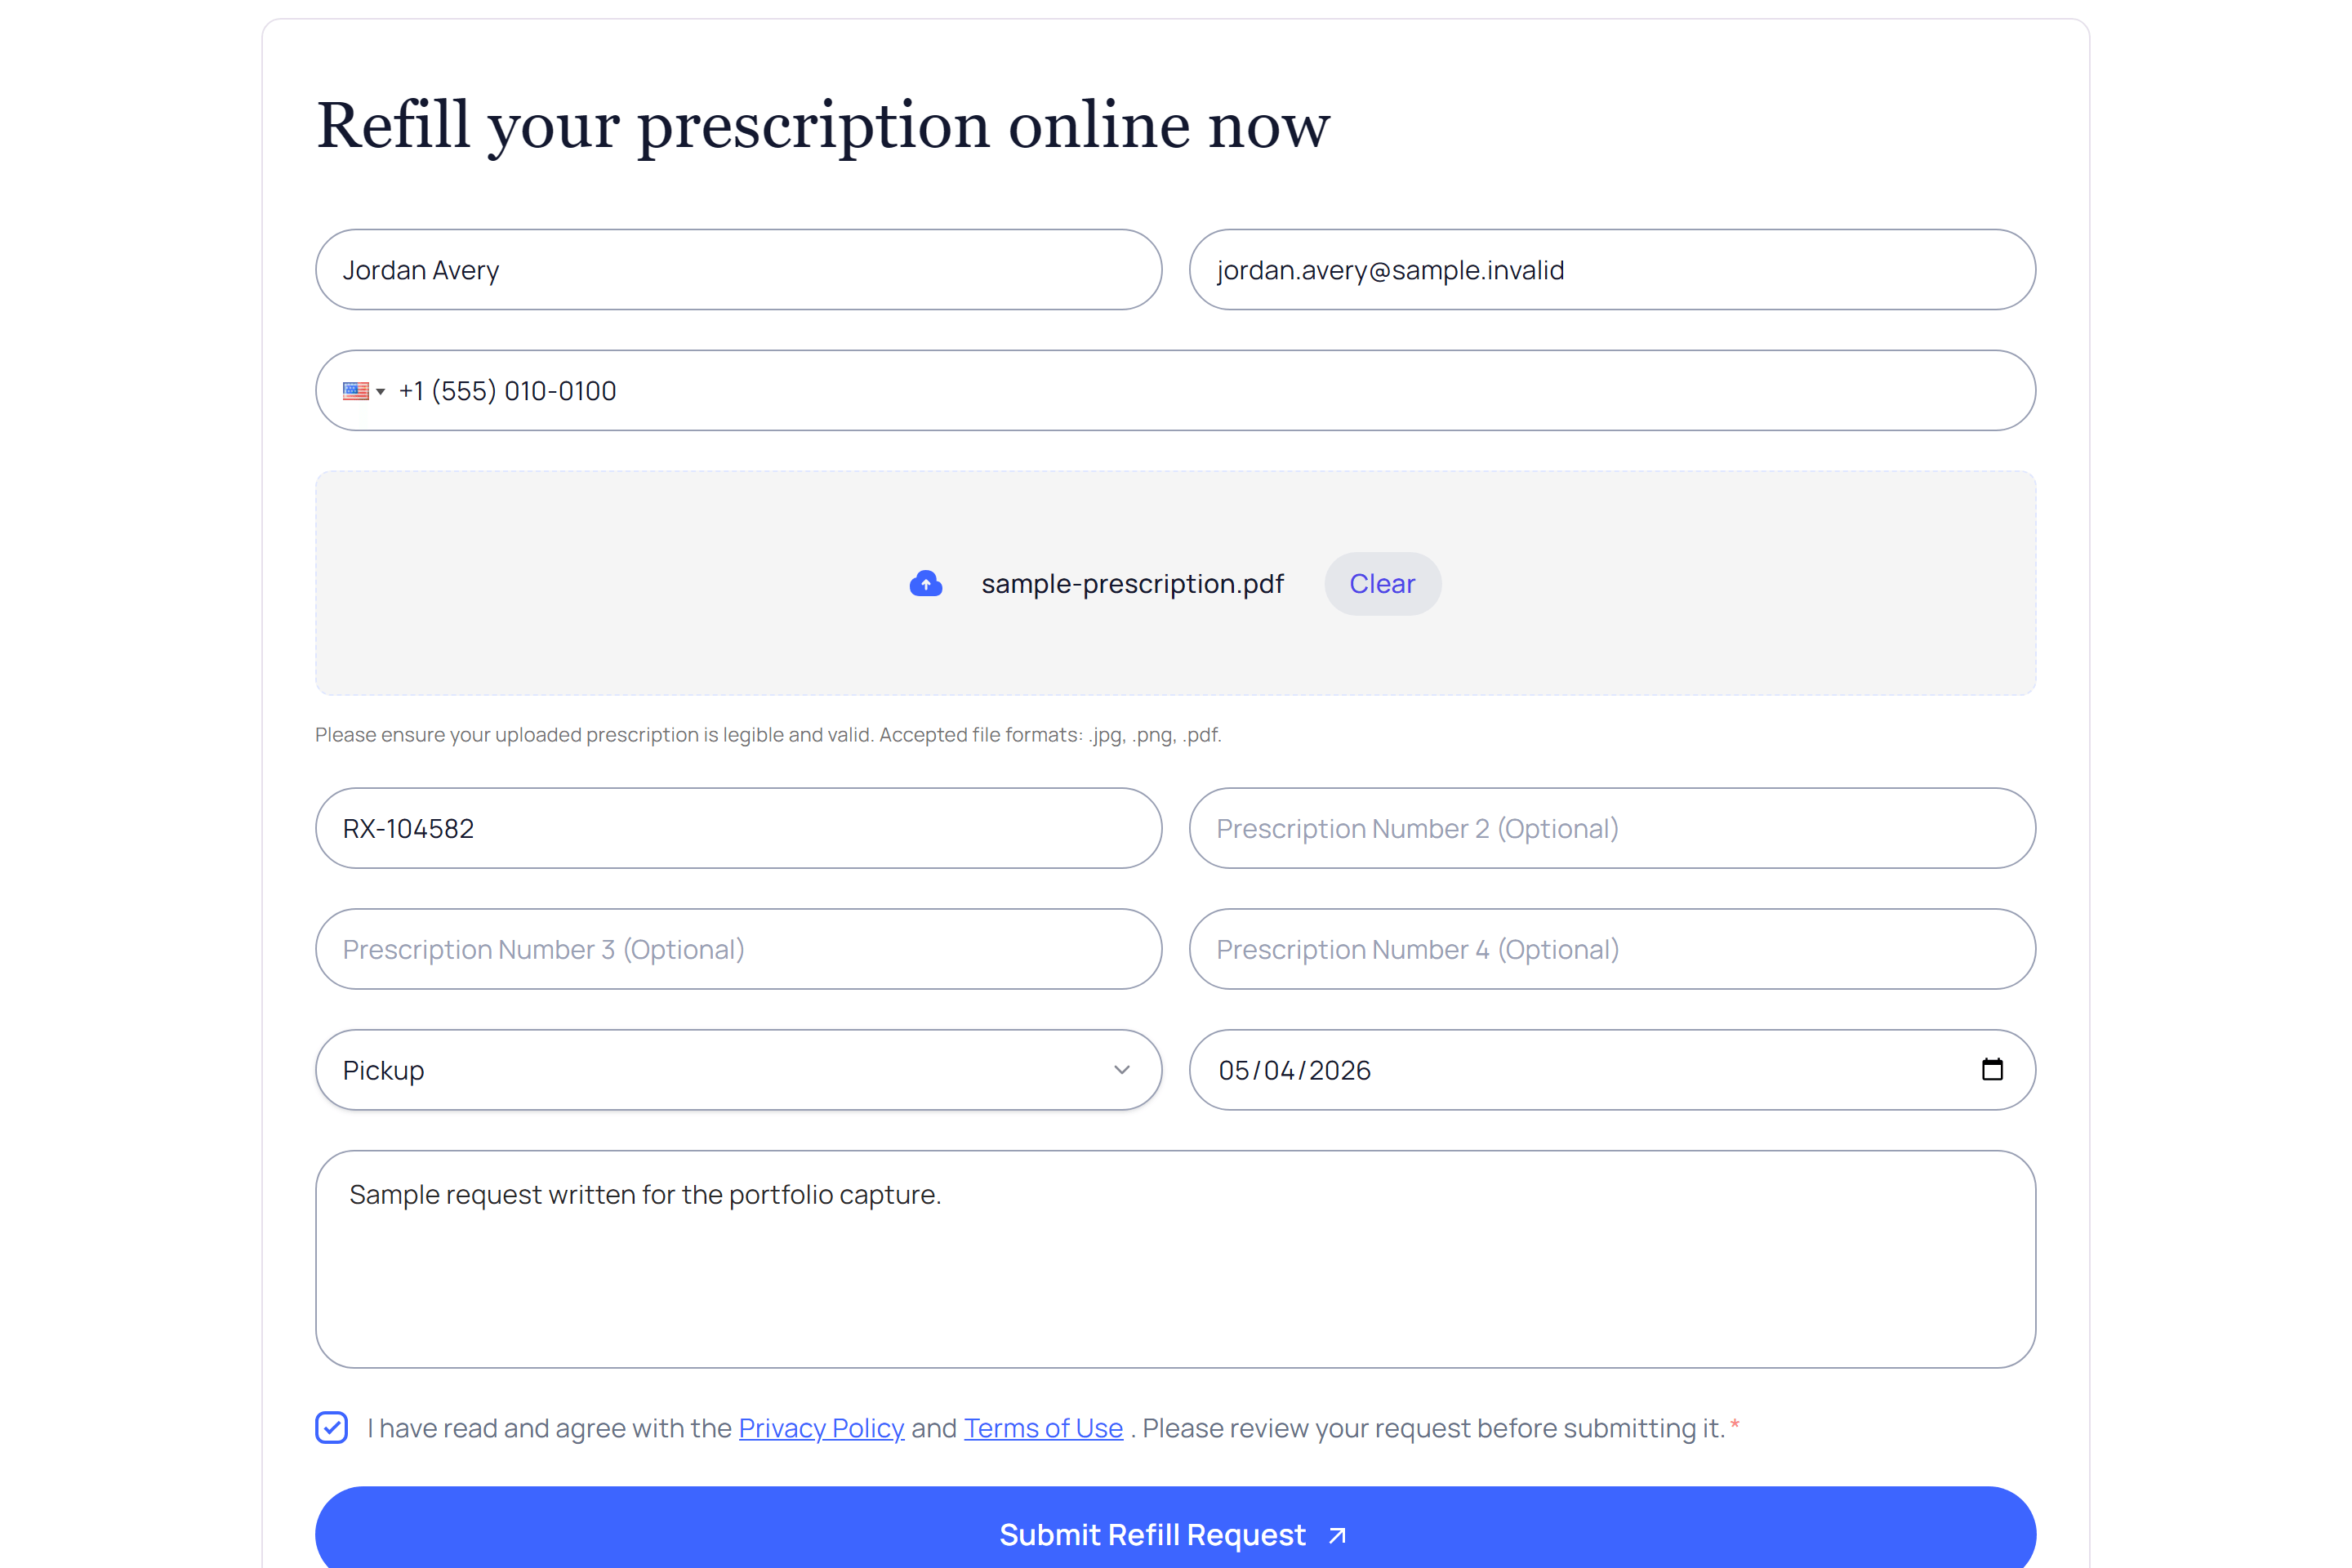 Refill your prescription online now
Jordan Avery
jordan.avery@sample.invalid
+1 (555) 010-0100
sample-prescription.pdf
Clear
Please ensure your uploaded prescription is legible and valid. Accepted file formats: .jpg, .png, .pdf.
RX-104582
Prescription Number 2 (Optional)
Prescription Number 3 (Optional)
Prescription Number 4 (Optional)
Pickup
05/04/2026
Sample request written for the portfolio capture.
I have read and agree with the Privacy Policy and Terms of Use . Please review your request before submitting it. *
Submit Refill Request